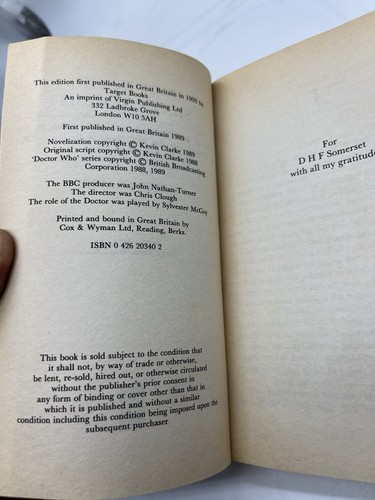 This edition first published in Great Britain in 1990 by
Target Books
An imprint of Virgin Publishing Ltd
332 Ladbroke Grove
London W10 5AH
First published in Great Britain 1989
Novelization copyright © Kevin Clarke 1989
Original script copyright © Kevin Clarke 1988
'Doctor Who' series copyright © British Broadcasting
Corporation 1988, 1989
The BBC producer was John Nathan-Turner
The director was Chris Clough
The role of the Doctor was played by Sylvester McCoy
Printed and bound in Great Britain by
Cox & Wyman Ltd, Reading, Berks.
ISBN 0 426 20340 2
This book is sold subject to the condition that
it shall not, by way of trade or otherwise,
be lent, re-sold, hired out, or otherwise circulated
without the publisher's prior consent in
any form of binding or cover other than that in
which it is published and without a similar
condition including this condition being imposed upon the
subsequent purchaser
For
D H F Somerset
with all my gratitude